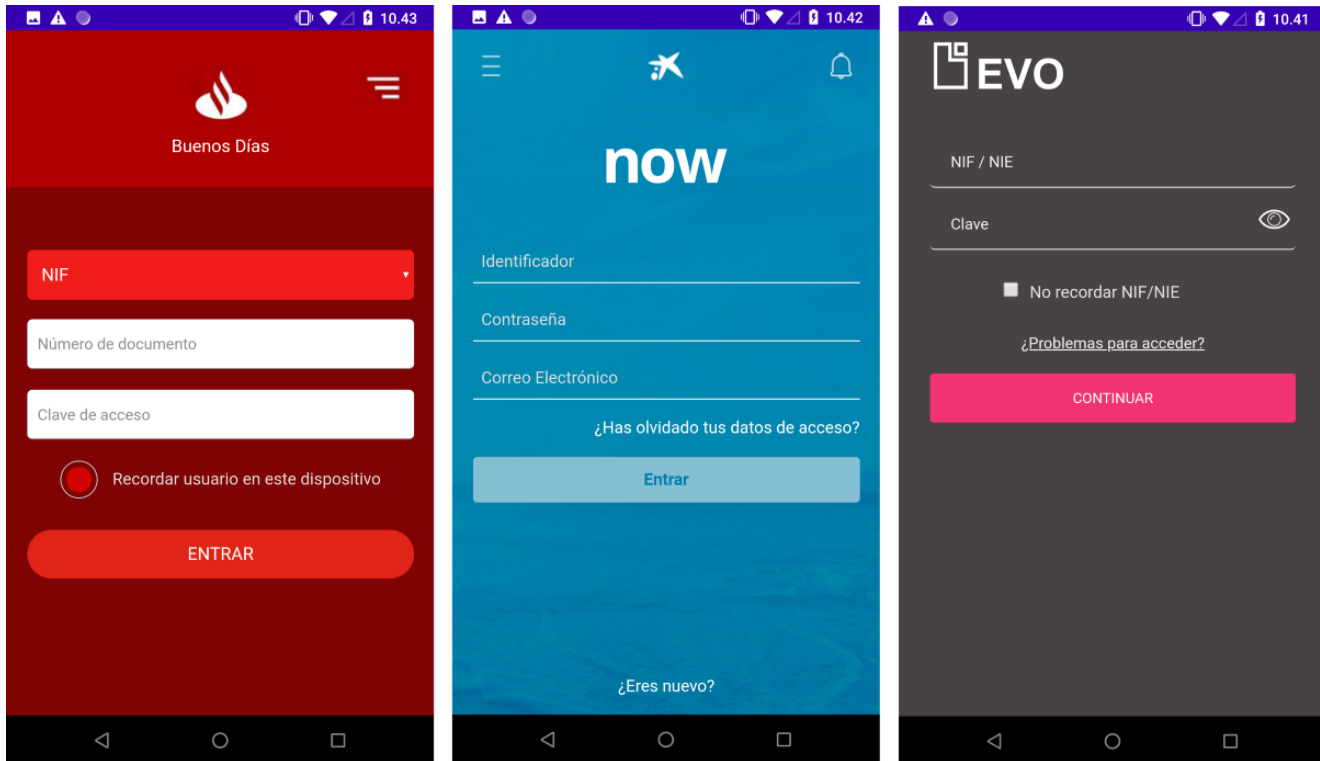 10.43
Buenos Días
NIF
Número de documento
Clave de acceso
Recordar usuario en este dispositivo
ENTRAR
10.42
now
Identificador
Contraseña
Correo Electrónico
¿Has olvidado tus datos de acceso?
Entrar
¿Eres nuevo?
10.41
EVO
NIF / NIE
Clave
No recordar NIF/NIE
¿Problemas para acceder?
CONTINUAR